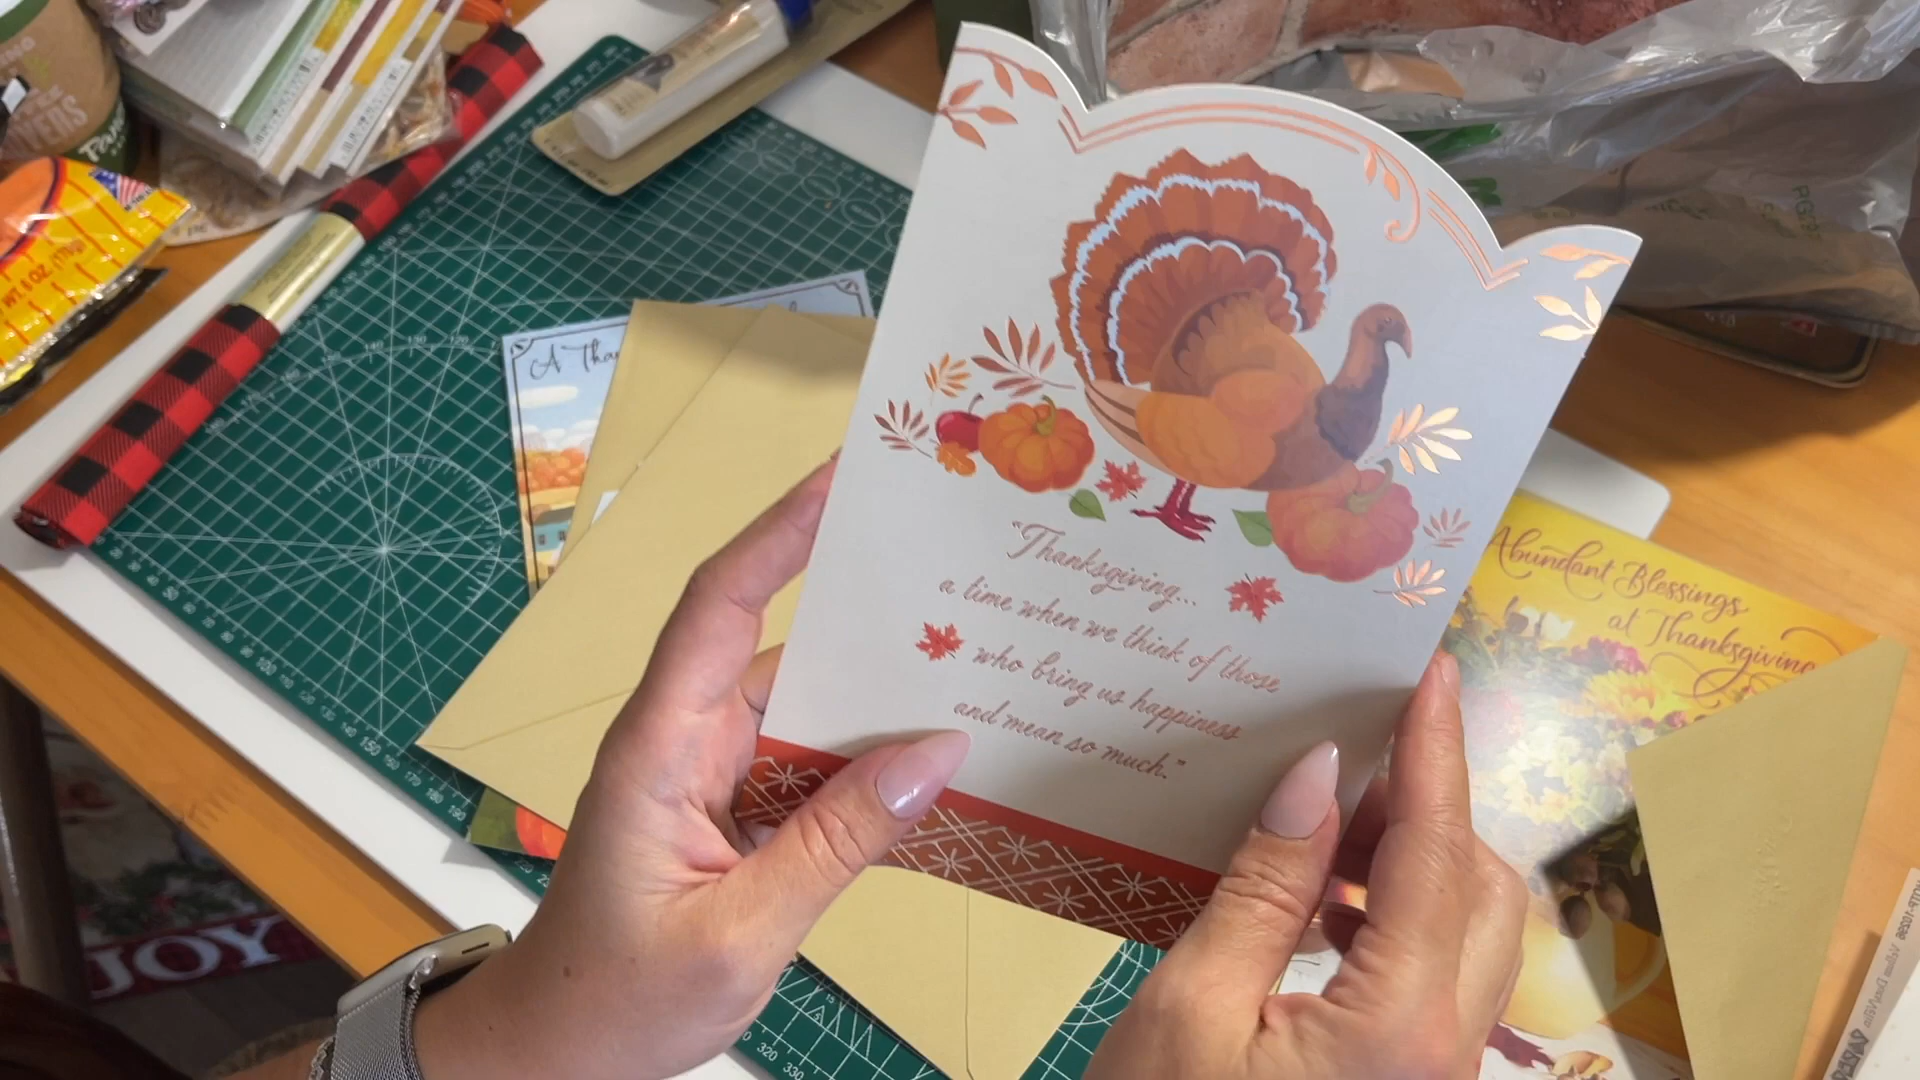 "Thanksgiving...
a time when we think of those
who bring us happiness
and mean so much."
Abundant Blessings
at Thanksgiving
A
JOY